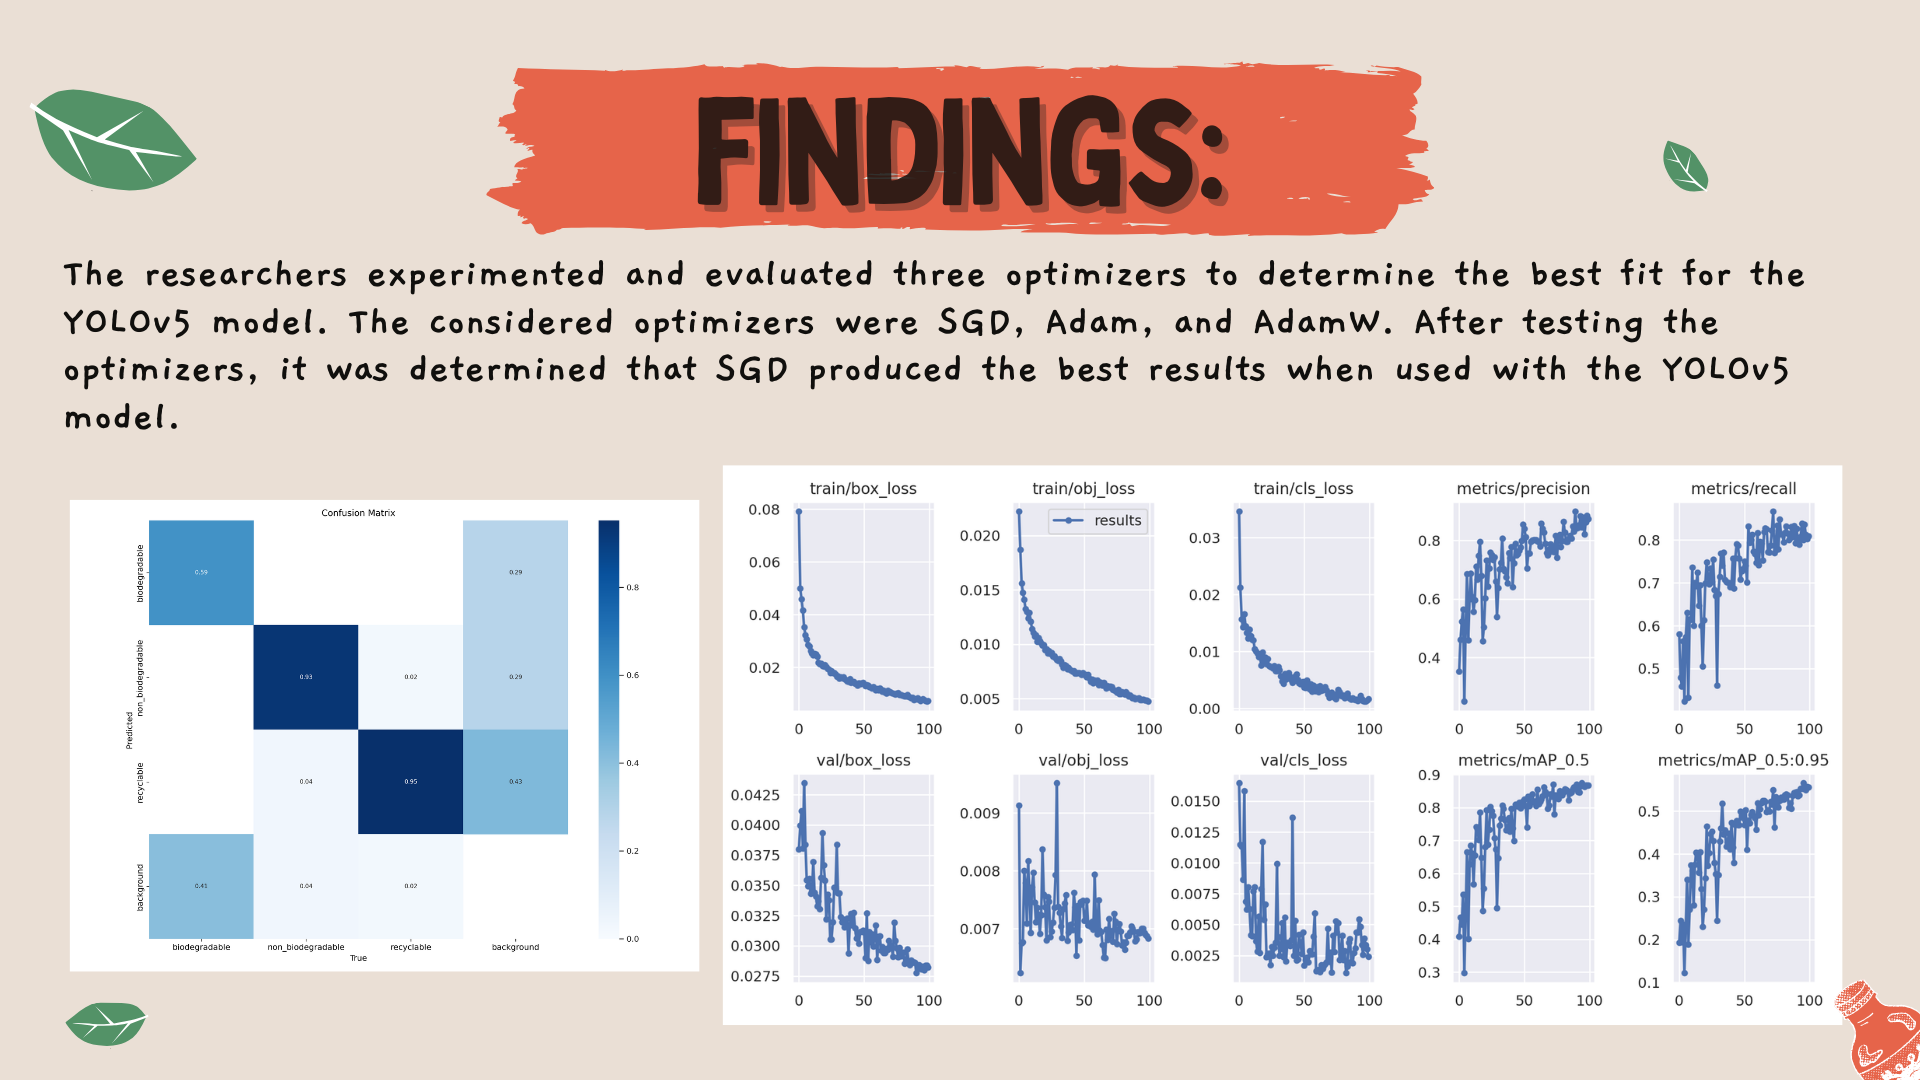 FINDINGS:
The researchers experimented and evaluated three optimizers to determine the best fit for the
YOLOv5 model. The considered optimizers were SGD, Adam, and AdamW. After testing the
optimizers, it was determined that SGD produced the best results when used with the YOLOv5
model.
Confusion Matrix
biodegradable
non_biodegradable
recyclable
background
Predicted
0.59
0.29
0.93
0.02
0.29
0.04
0.95
0.43
0.41
0.04
0.02
biodegradable non_biodegradable recyclable background
True
0.8
0.6
0.4
0.2
0.0
train/box_loss
0.08
0.06
0.04
0.02
0 50 100
train/obj_loss
results
0.020
0.015
0.010
0.005
0 50 100
train/cls_loss
0.03
0.02
0.01
0.00
0 50 100
metrics/precision
0.8
0.6
0.4
0 50 100
metrics/recall
0.8
0.7
0.6
0.5
0 50 100
val/box_loss
0.0425
0.0400
0.0375
0.0350
0.0325
0.0300
0.0275
0 50 100
val/obj_loss
0.009
0.008
0.007
0 50 100
val/cls_loss
0.0150
0.0125
0.0100
0.0075
0.0050
0.0025
0 50 100
metrics/mAP_0.5
0.9
0.8
0.7
0.6
0.5
0.4
0.3
0 50 100
metrics/mAP_0.5:0.95
0.5
0.4
0.3
0.2
0.1
0 50 100